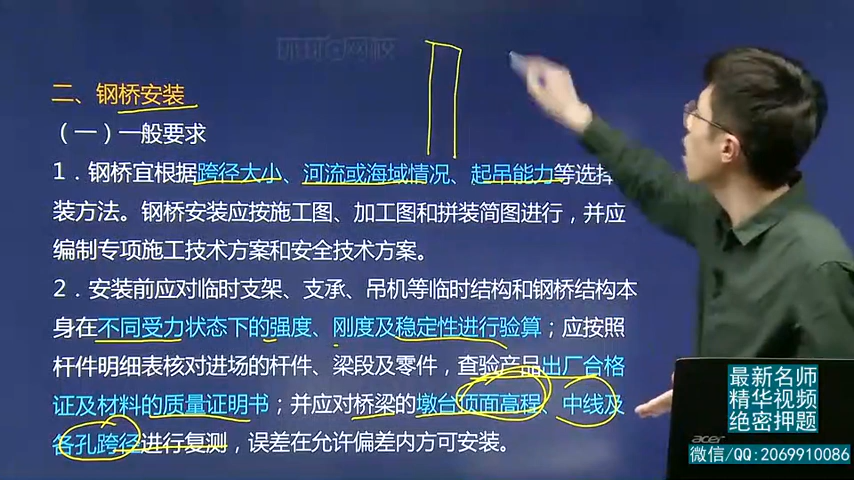 环球网校
二、钢桥安装
（一）一般要求
1．钢桥宜根据跨径大小、河流或海域情况、起吊能力等选择
装方法。钢桥安装应按施工图、加工图和拼装简图进行，并应
编制专项施工技术方案和安全技术方案。
2．安装前应对临时支架、支承、吊机等临时结构和钢桥结构本
身在不同受力状态下的强度、刚度及稳定性进行验算；应按照
杆件明细表核对进场的杆件、梁段及零件，查验产品出厂合格
证及材料的质量证明书；并应对桥梁的墩台顶面高程、中线及
各孔跨径进行复测，误差在允许偏差内方可安装。
acer
最新名师
精华视频
绝密押题
微信/QQ:2069910086